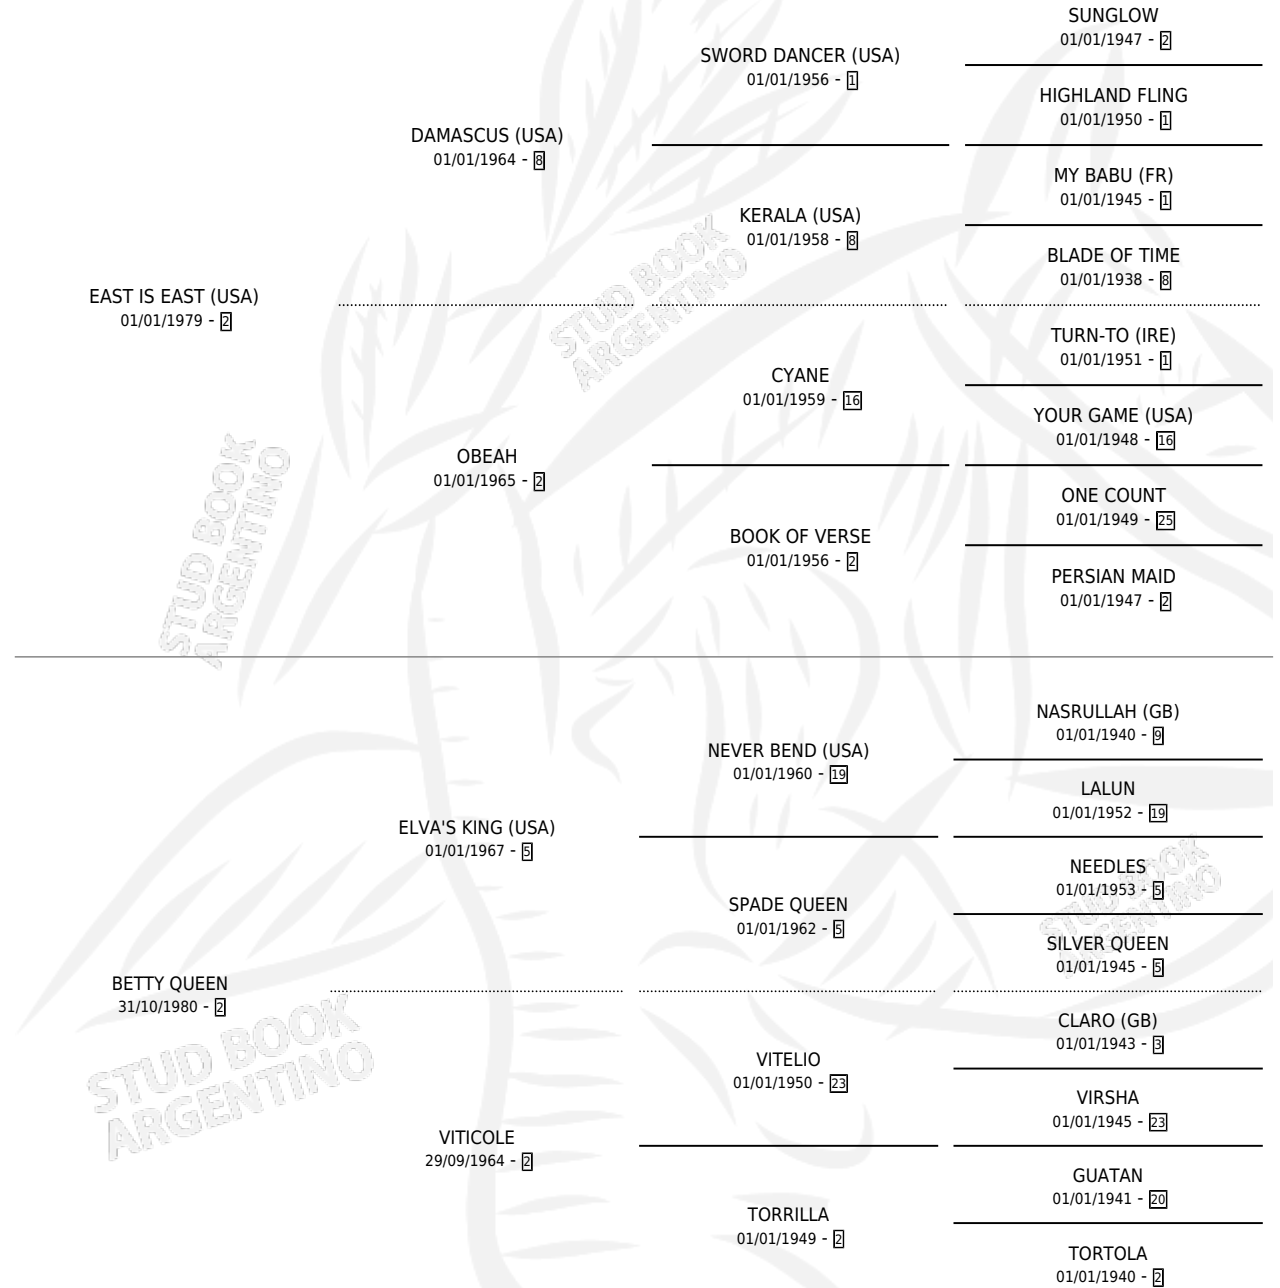 SUNGLOW
01/01/1947 - 2
SWORD DANCER (USA)
01/01/1956 - 1
HIGHLAND FLING
01/01/1950 - 1
DAMASCUS (USA)
01/01/1964 - 8
MY BABU (FR)
01/01/1945 - 1
KERALA (USA)
01/01/1958 - 8
BLADE OF TIME
01/01/1938 - 8
EAST IS EAST (USA)
01/01/1979 - 2
TURN-TO (IRE)
01/01/1951 - 1
CYANE
01/01/1959 - 16
YOUR GAME (USA)
01/01/1948 - 16
OBEAH
01/01/1965 - 2
ONE COUNT
01/01/1949 - 25
BOOK OF VERSE
01/01/1956 - 2
PERSIAN MAID
01/01/1947 - 2
STUD BOOK
ARGENTINO
STUD BOOK
ARGENTINO
NASRULLAH (GB)
01/01/1940 - 9
NEVER BEND (USA)
01/01/1960 - 19
LALUN
01/01/1952 - 19
ELVA'S KING (USA)
01/01/1967 - 5
NEEDLES
01/01/1953 - 5
SPADE QUEEN
01/01/1962 - 5
SILVER QUEEN
01/01/1945 - 5
BETTY QUEEN
31/10/1980 - 2
CLARO (GB)
01/01/1943 - 3
VITELIO
01/01/1950 - 23
VIRSHA
01/01/1945 - 23
VITICOLE
29/09/1964 - 2
GUATAN
01/01/1941 - 20
TORRILLA
01/01/1949 - 2
TORTOLA
01/01/1940 - 2
STUD BOOK
ARGENTINO
STUD BOOK
ARGENTINO